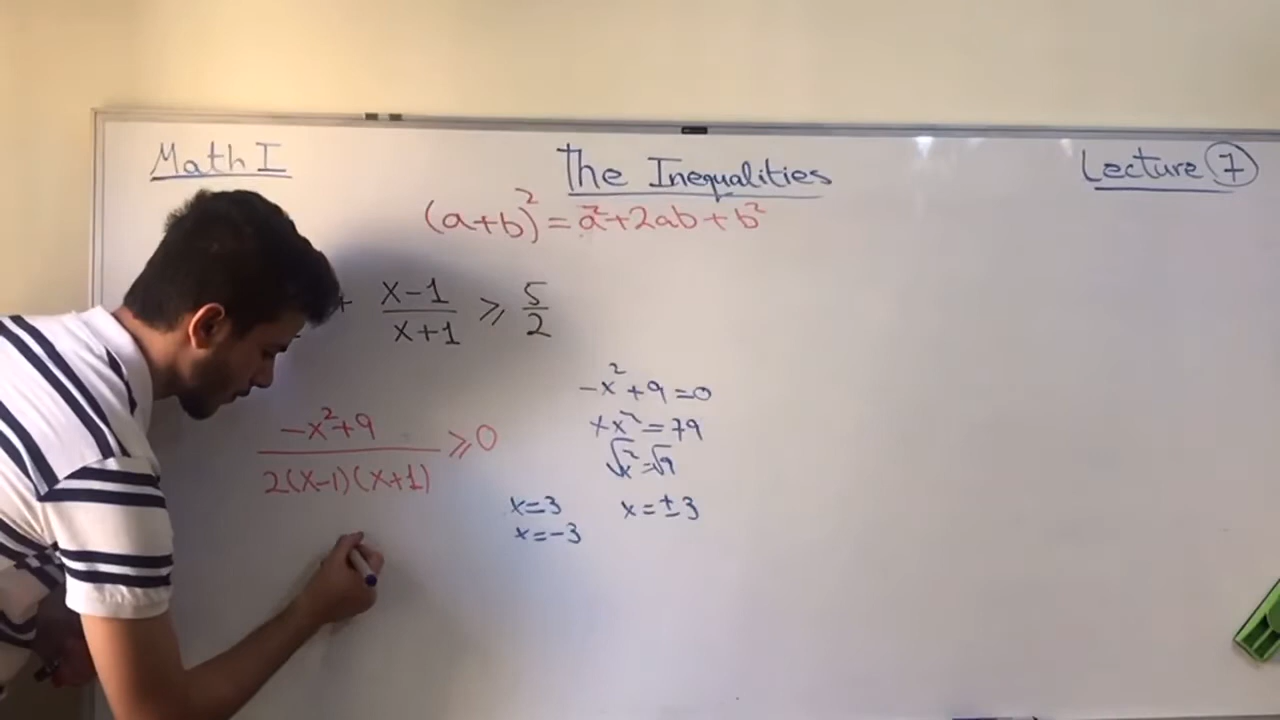 Math I
The Inequalities
Lecture 7
(a+b)² = a²+2ab+b²
+ x-1/x+1 ≥ 5/2
-x²+9/2(x-1)(x+1) ≥ 0
-x²+9=0
x²=9
√x²=√9
x=±3
x=3
x=-3